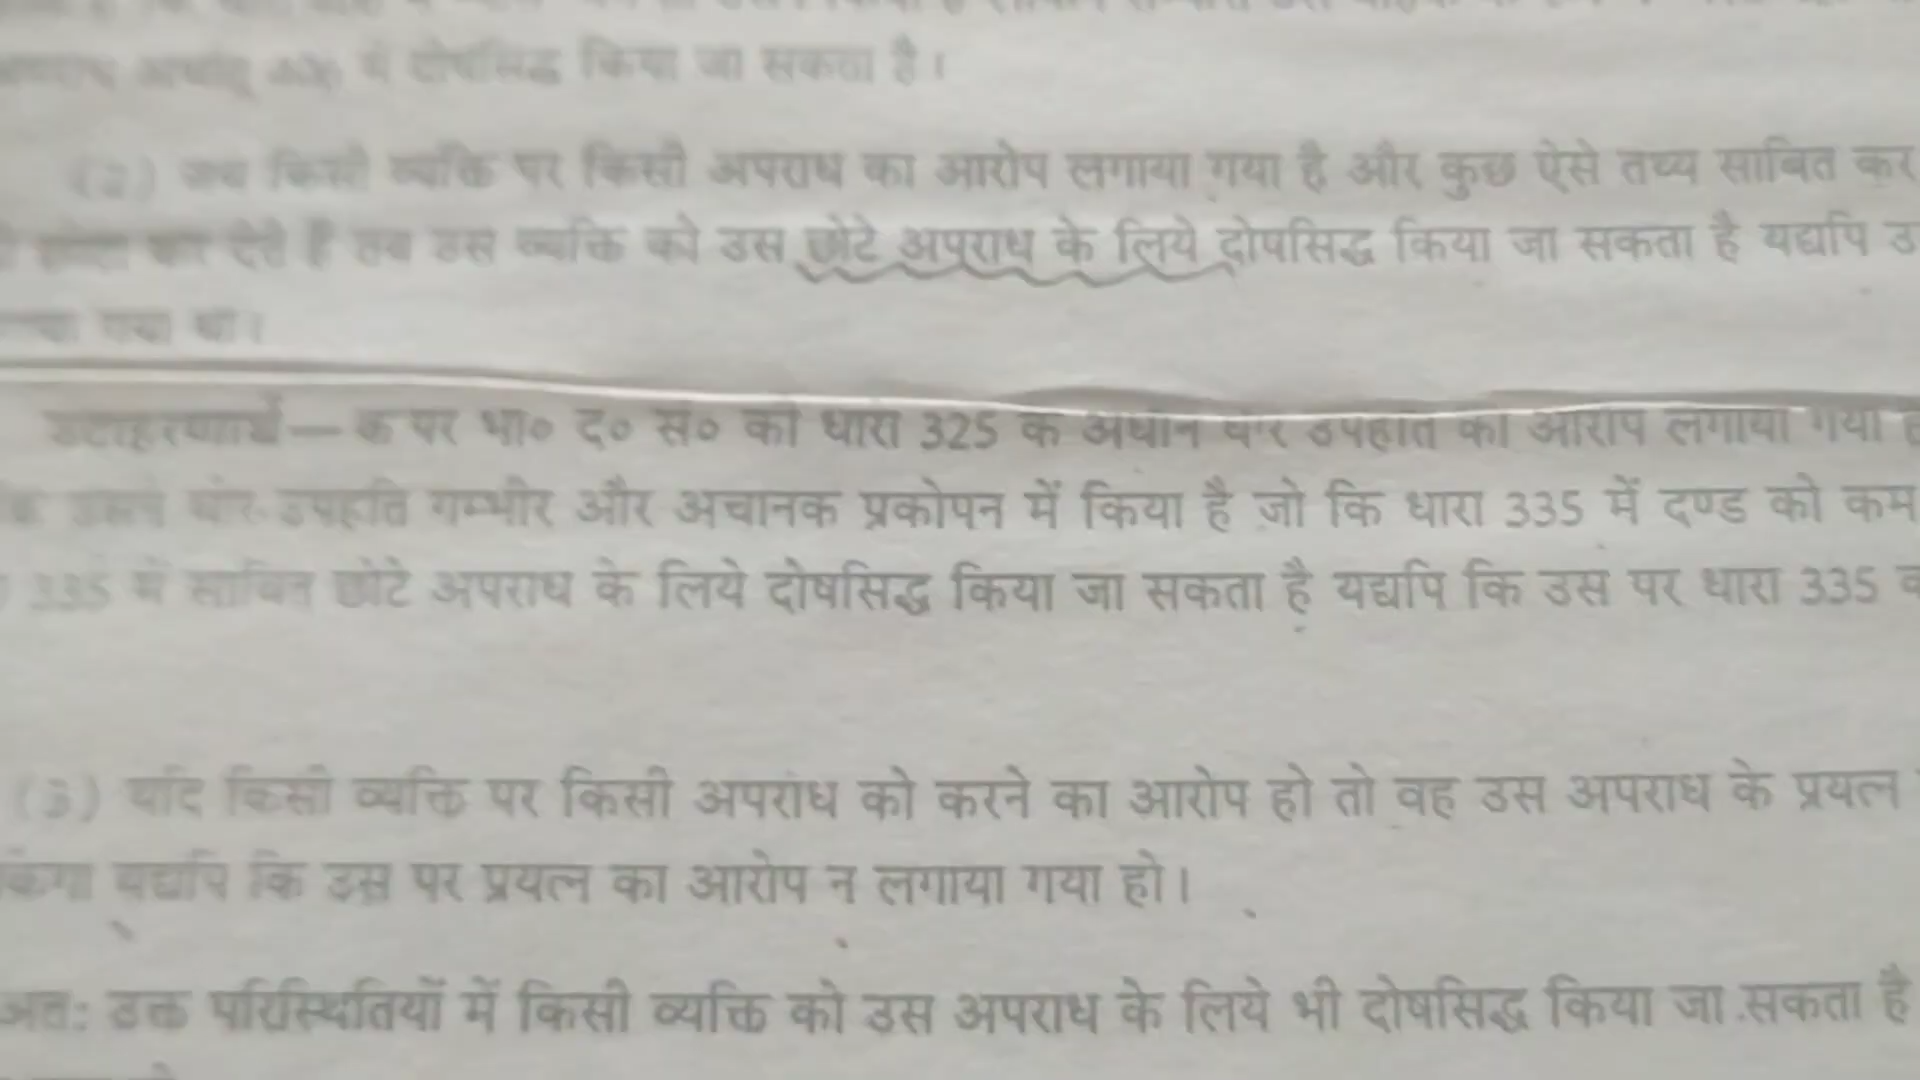 में दोषसिद्ध किया जा सकता है।
(2) जब किसी व्यक्ति पर किसी अपराध का आरोप लगाया गया है और कुछ ऐसे तथ्य साबित कर
देते हैं तब उस व्यक्ति को उस छोटे अपराध के लिये दोषसिद्ध किया जा सकता है यद्यपि उ
गया था।
उदाहरणार्थ—क पर भा० द० सं० की धारा 325 के अधीन घोर उपहति का आरोप लगाया गया है
कि उसने घोर उपहति गम्भीर और अचानक प्रकोपन में किया है जो कि धारा 335 में दण्ड को कम
335 में साबित छोटे अपराध के लिये दोषसिद्ध किया जा सकता है यद्यपि कि उस पर धारा 335 क
(3) यदि किसी व्यक्ति पर किसी अपराध को करने का आरोप हो तो वह उस अपराध के प्रयत्न
यद्यपि कि उस पर प्रयत्न का आरोप न लगाया गया हो।
अत: उक्त परिस्थितियों में किसी व्यक्ति को उस अपराध के लिये भी दोषसिद्ध किया जा सकता है